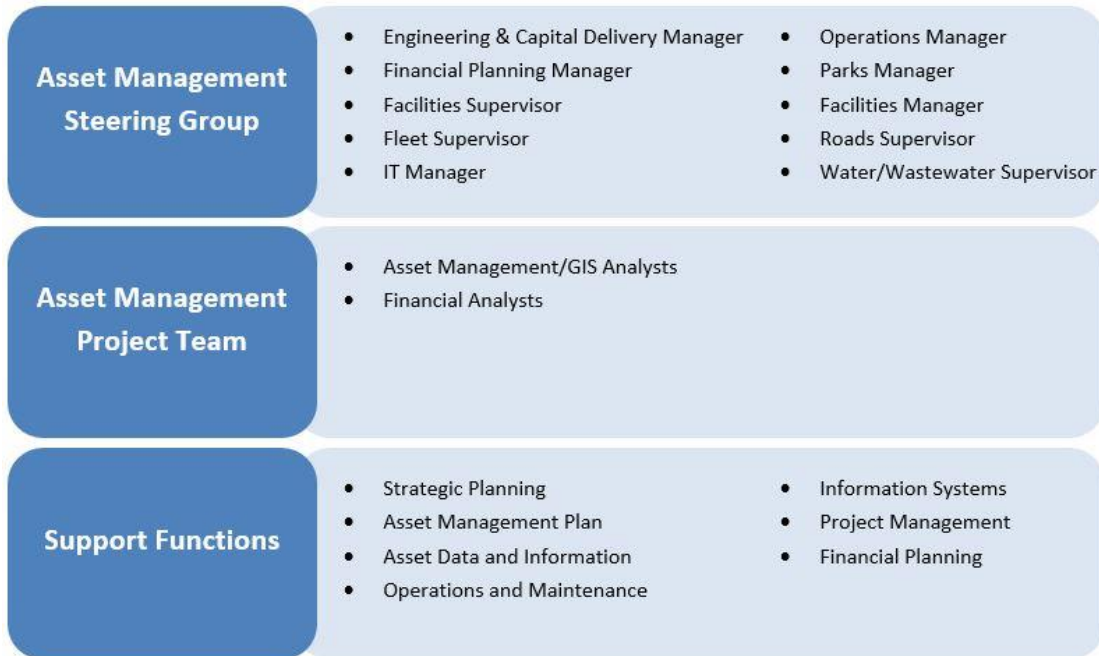 Asset Management
Steering Group
• Engineering & Capital Delivery Manager
• Financial Planning Manager
• Facilities Supervisor
• Fleet Supervisor
• IT Manager
• Operations Manager
• Parks Manager
• Facilities Manager
• Roads Supervisor
• Water/Wastewater Supervisor
Asset Management
Project Team
• Asset Management/GIS Analysts
• Financial Analysts
Support Functions
• Strategic Planning
• Asset Management Plan
• Asset Data and Information
• Operations and Maintenance
• Information Systems
• Project Management
• Financial Planning